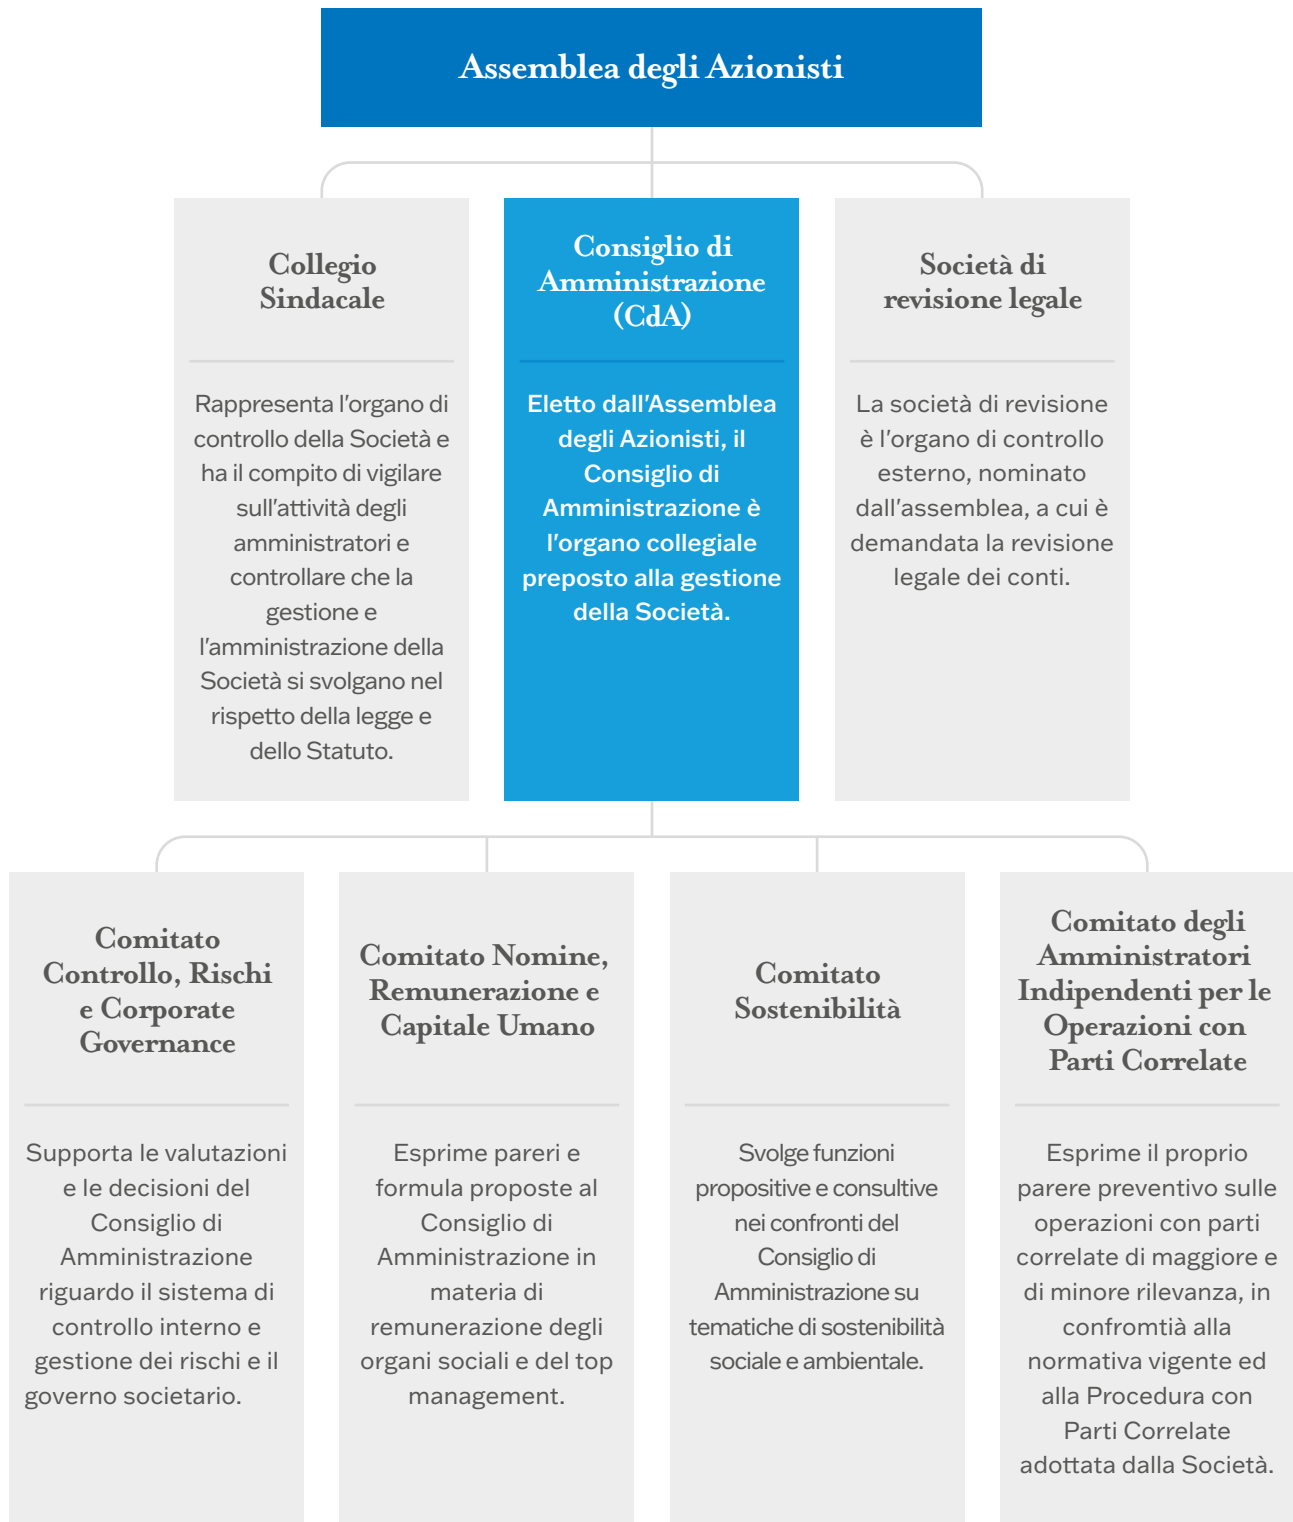 Assemblea degli Azionisti
Collegio
Sindacale
Rappresenta l'organo di
controllo della Società e
ha il compito di vigilare
sull'attività degli
amministratori e
controllare che la
gestione e
l'amministrazione della
Società si svolgano nel
rispetto della legge e
dello Statuto.
Consiglio di
Amministrazione
(CdA)
Eletto dall'Assemblea
degli Azionisti, il
Consiglio di
Amministrazione è
l'organo collegiale
preposto alla gestione
della Società.
Società di
revisione legale
La società di revisione
è l'organo di controllo
esterno, nominato
dall'assemblea, a cui è
demandata la revisione
legale dei conti.
Comitato
Controllo, Rischi
e Corporate
Governance
Supporta le valutazioni
e le decisioni del
Consiglio di
Amministrazione
riguardo il sistema di
controllo interno e
gestione dei rischi e il
governo societario.
Comitato Nomine,
Remunerazione e
Capitale Umano
Esprime pareri e
formula proposte al
Consiglio di
Amministrazione in
materia di
remunerazione degli
organi sociali e del top
management.
Comitato
Sostenibilità
Svolge funzioni
propositive e consultive
nei confronti del
Consiglio di
Amministrazione su
tematiche di sostenibilità
sociale e ambientale.
Comitato degli
Amministratori
Indipendenti per le
Operazioni con
Parti Correlate
Esprime il proprio
parere preventivo sulle
operazioni con parti
correlate di maggiore e
di minore rilevanza, in
confromtià alla
normativa vigente ed
alla Procedura con
Parti Correlate
adottata dalla Società.